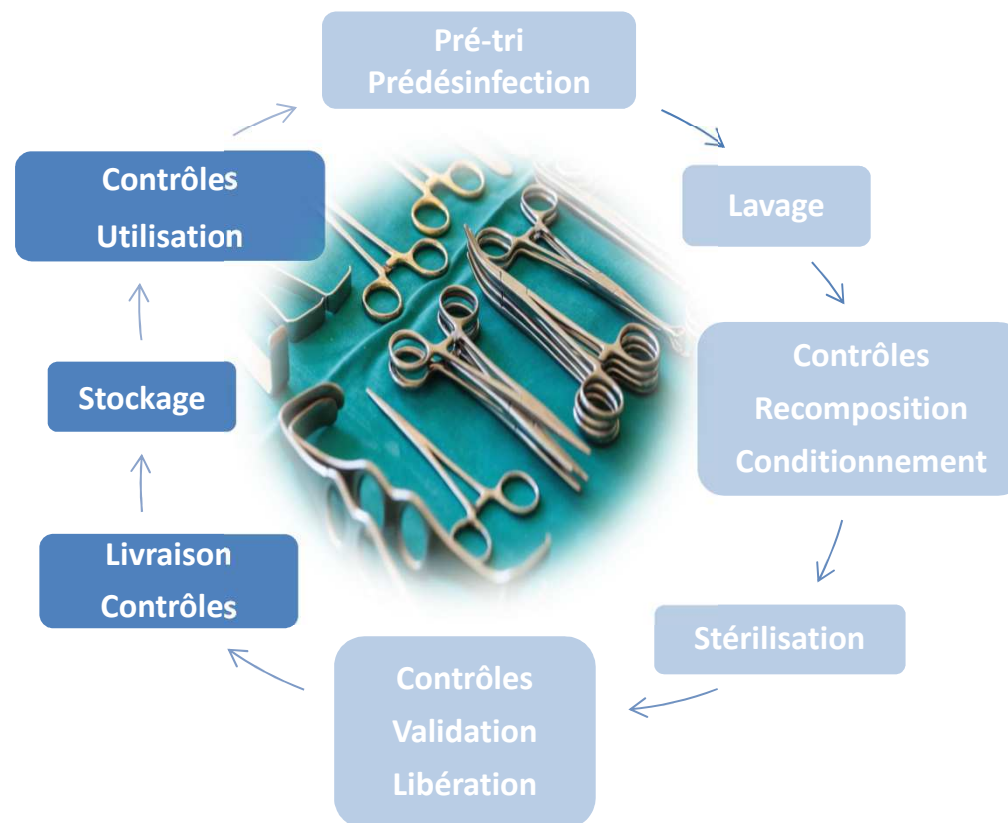 Pré-tri
Prédésinfection
Lavage
Contrôles
Recomposition
Conditionnement
Stérilisation
Contrôles
Validation
Libération
Livraison
Contrôles
Stockage
Contrôles
Utilisation